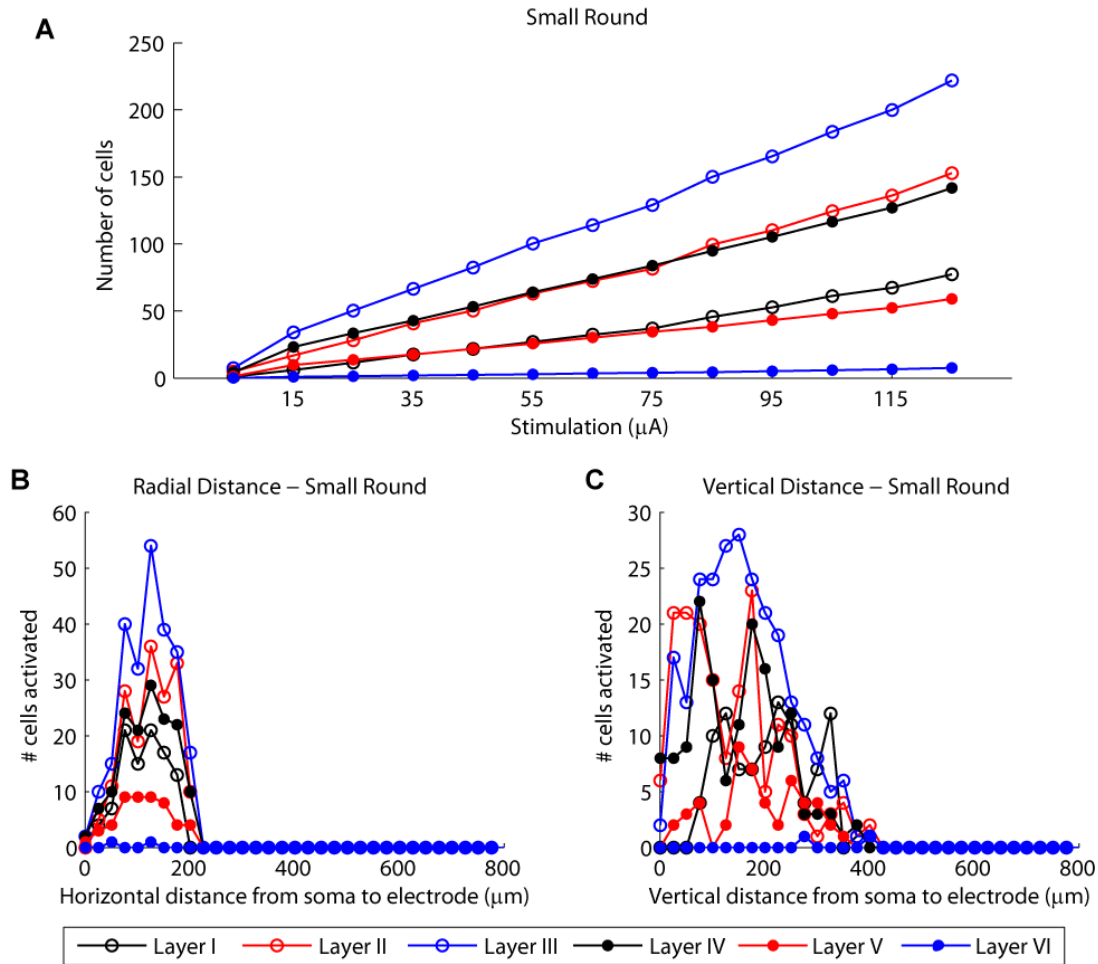 A
Small Round
250
200
150
100
50
0
Number of cells
15 35 55 75 95 115
Stimulation (μA)
B
Radial Distance – Small Round
60
50
40
30
20
10
0
# cells activated
0 200 400 600 800
Horizontal distance from soma to electrode (μm)
C
Vertical Distance – Small Round
30
25
20
15
10
5
0
# cells activated
0 200 400 600 800
Vertical distance from soma to electrode (μm)
Layer I Layer II Layer III Layer IV Layer V Layer VI